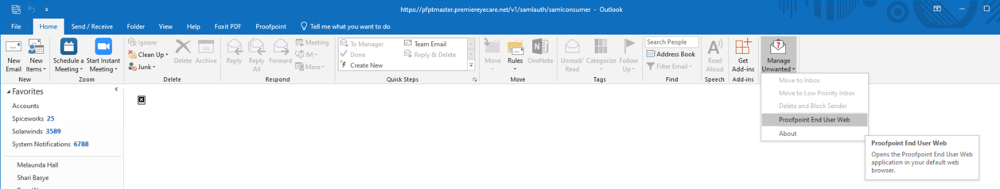 https://pfptmaster.premiereyecare.net/v1/samlauth/samlconsumer - Outlook
File Home Send / Receive Folder View Help Foxit PDF Proofpoint Tell me what you want to do
New Email
New Items
New
Schedule a Meeting
Start Instant Meeting
Zoom
Ignore
Clean Up
Junk
Delete
Archive
Delete
Reply
Reply All
Forward
Meeting
IM
More
Respond
To Manager
Team Email
Done
Reply & Delete
Create New
Quick Steps
Move
Rules
OneNote
Move
Unread/ Read
Categorize
Follow Up
Tags
Search People
Address Book
Filter Email
Find
Read Aloud
Speech
Get Add-ins
Add-ins
Manage Unwanted
Move to Inbox
Move to Low Priority Inbox
Delete and Block Sender
Proofpoint End User Web
About
Proofpoint End User Web
Opens the Proofpoint End User Web
application in your default web
browser.
Favorites
Accounts
Spiceworks 25
Solarwinds 3589
System Notifications 6788
Melaunda Hall
Shari Basye